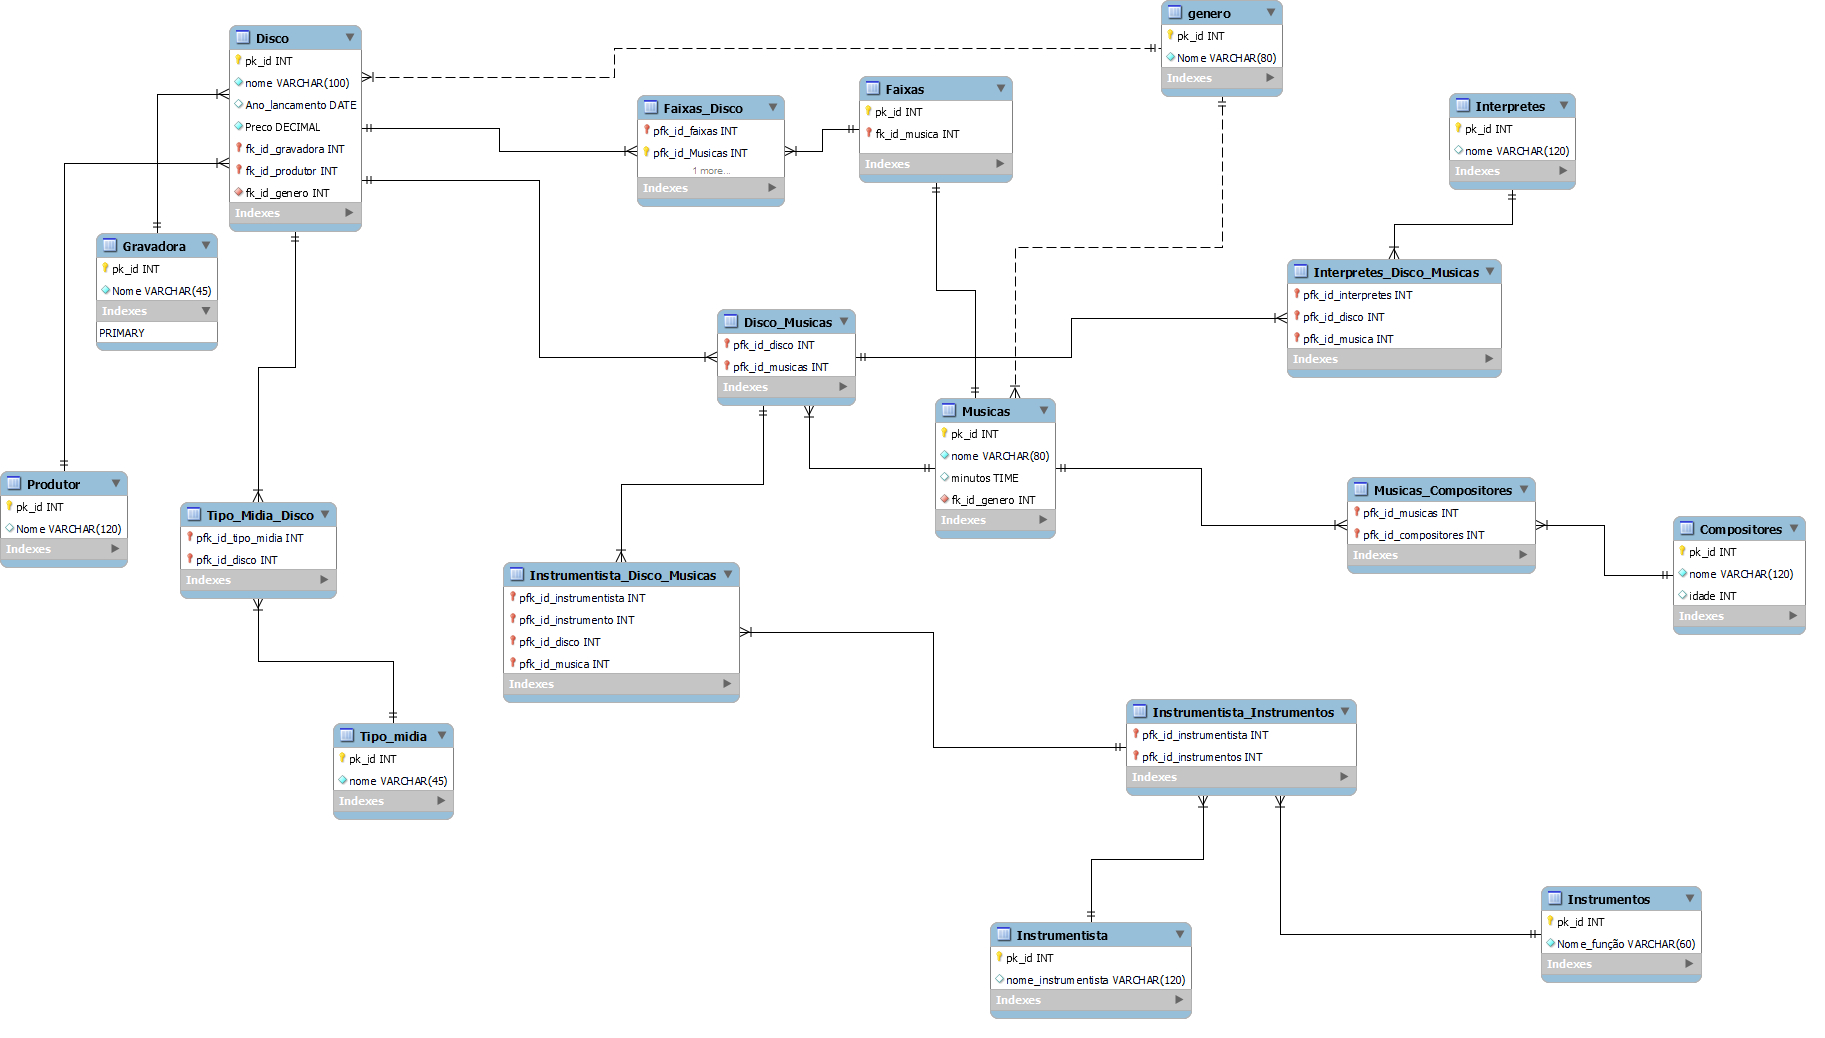 Disco
pk_id INT
nome VARCHAR(100)
Ano_lancamento DATE
Preco DECIMAL
fk_id_gravadora INT
fk_id_produtor INT
fk_id_genero INT
Indexes
genero
pk_id INT
Nome VARCHAR(80)
Indexes
Faixas_Disco
pfk_id_faixas INT
pfk_id_Musicas INT
1 more...
Indexes
Faixas
pk_id INT
fk_id_musica INT
Indexes
Interpretes
pk_id INT
nome VARCHAR(120)
Indexes
Gravadora
pk_id INT
Nome VARCHAR(45)
Indexes
PRIMARY
Interpretes_Disco_Musicas
pfk_id_interpretes INT
pfk_id_disco INT
pfk_id_musica INT
Indexes
Disco_Musicas
pfk_id_disco INT
pfk_id_musicas INT
Indexes
Musicas
pk_id INT
nome VARCHAR(80)
minutos TIME
fk_id_genero INT
Indexes
Produtor
pk_id INT
Nome VARCHAR(120)
Indexes
Tipo_Midia_Disco
pfk_id_tipo_midia INT
pfk_id_disco INT
Indexes
Musicas_Compositores
pfk_id_musicas INT
pfk_id_compositores INT
Indexes
Compositores
pk_id INT
nome VARCHAR(120)
idade INT
Indexes
Instrumentista_Disco_Musicas
pfk_id_instrumentista INT
pfk_id_instrumento INT
pfk_id_disco INT
pfk_id_musica INT
Indexes
Tipo_midia
pk_id INT
nome VARCHAR(45)
Indexes
Instrumentista_Instrumentos
pfk_id_instrumentista INT
pfk_id_instrumentos INT
Indexes
Instrumentista
pk_id INT
nome_instrumentista VARCHAR(120)
Indexes
Instrumentos
pk_id INT
Nome_função VARCHAR(60)
Indexes